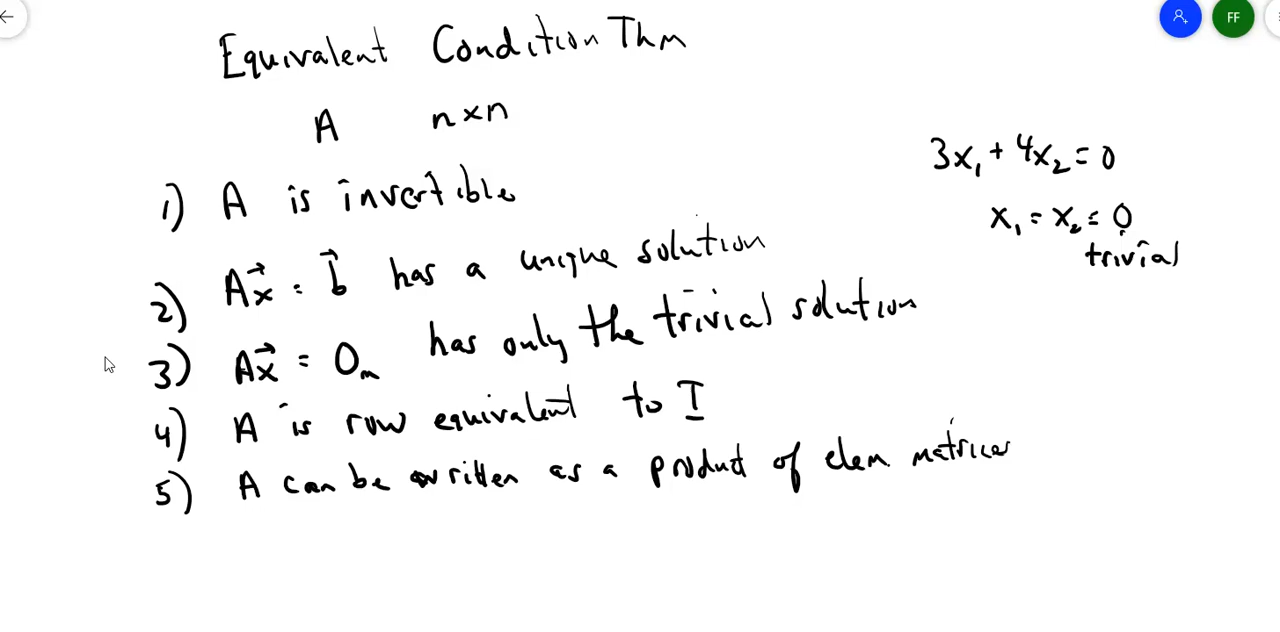 FF
Equivalent Condition Thm
A n×n
1) A is invertible
2) Ax⃗ = b⃗ has a unique solution
3) Ax⃗ = 0ₘ has only the trivial solution
4) A is row equivalent to I
5) A can be written as a product of elem. matrices
3x₁ + 4x₂ = 0
x₁ = x₂ = 0
trivial